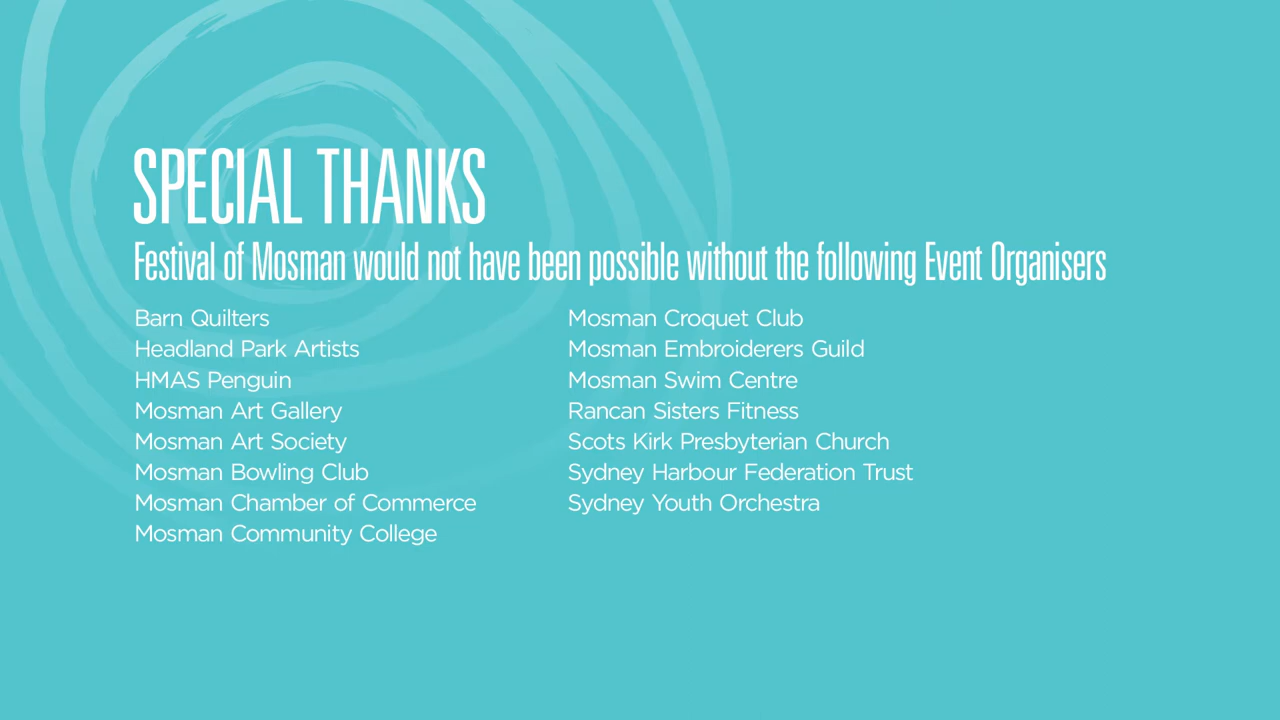 SPECIAL THANKS
Festival of Mosman would not have been possible without the following Event Organisers
Barn Quilters
Headland Park Artists
HMAS Penguin
Mosman Art Gallery
Mosman Art Society
Mosman Bowling Club
Mosman Chamber of Commerce
Mosman Community College
Mosman Croquet Club
Mosman Embroiderers Guild
Mosman Swim Centre
Rancan Sisters Fitness
Scots Kirk Presbyterian Church
Sydney Harbour Federation Trust
Sydney Youth Orchestra